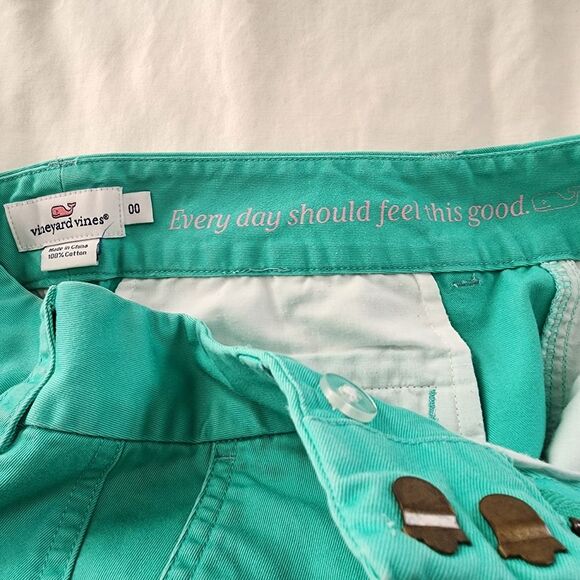 vineyard vines®
00
Every day should feel this good.
Made in China
100% Cotton